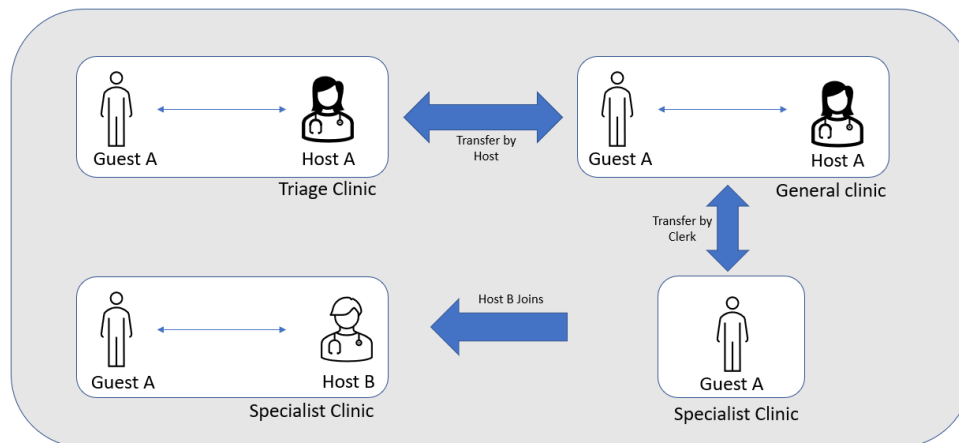 Guest A
Host A
Triage Clinic
Transfer by
Host
Guest A
Host A
General clinic
Transfer by
Clerk
Guest A
Host B
Specialist Clinic
Host B Joins
Guest A
Specialist Clinic